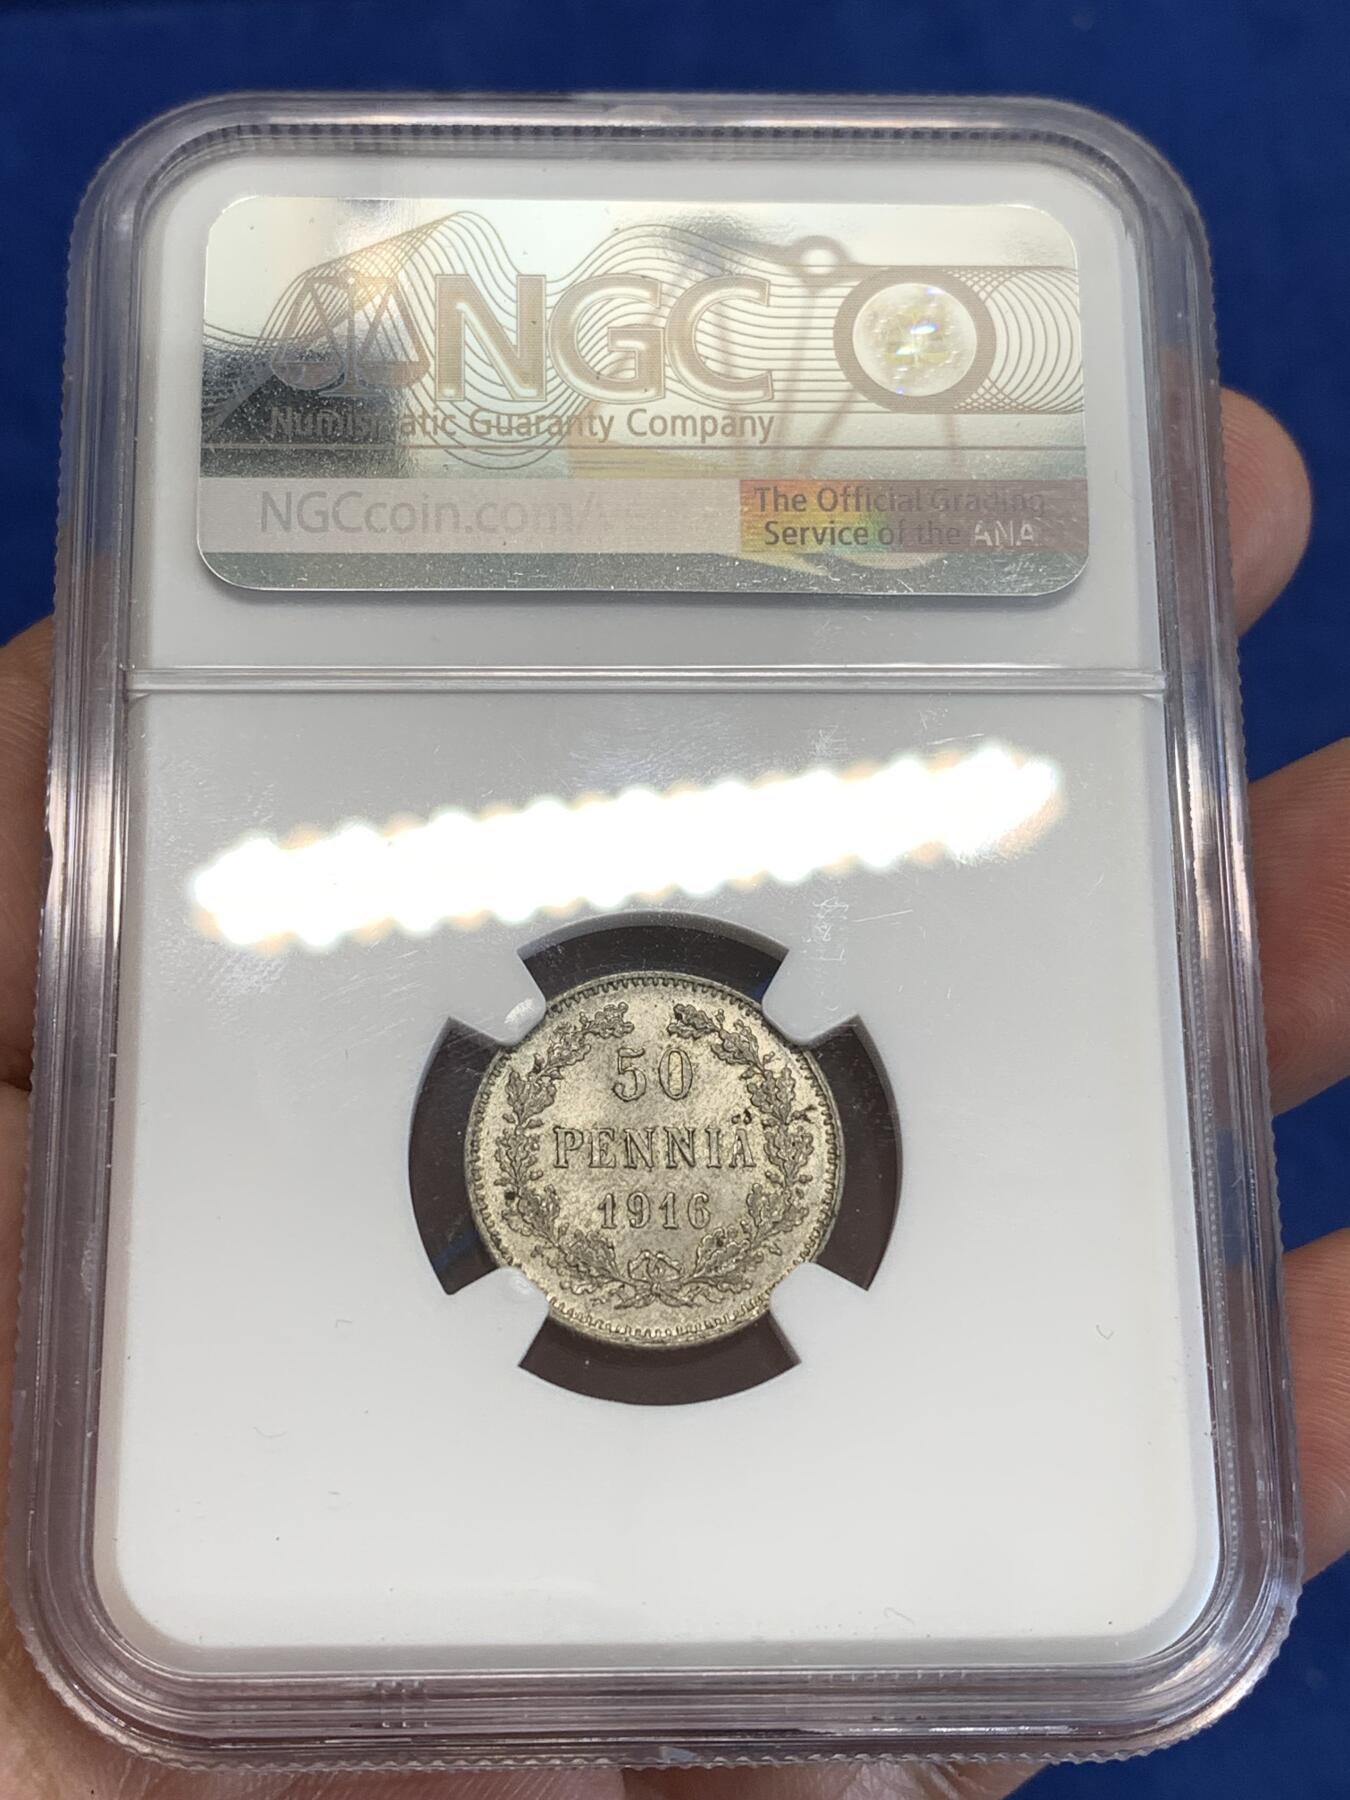 NGC
Numismatic Guaranty Company
NGCcoin.com/
The Official Grading
Service of the ANA
50
PENNIÄ
1916